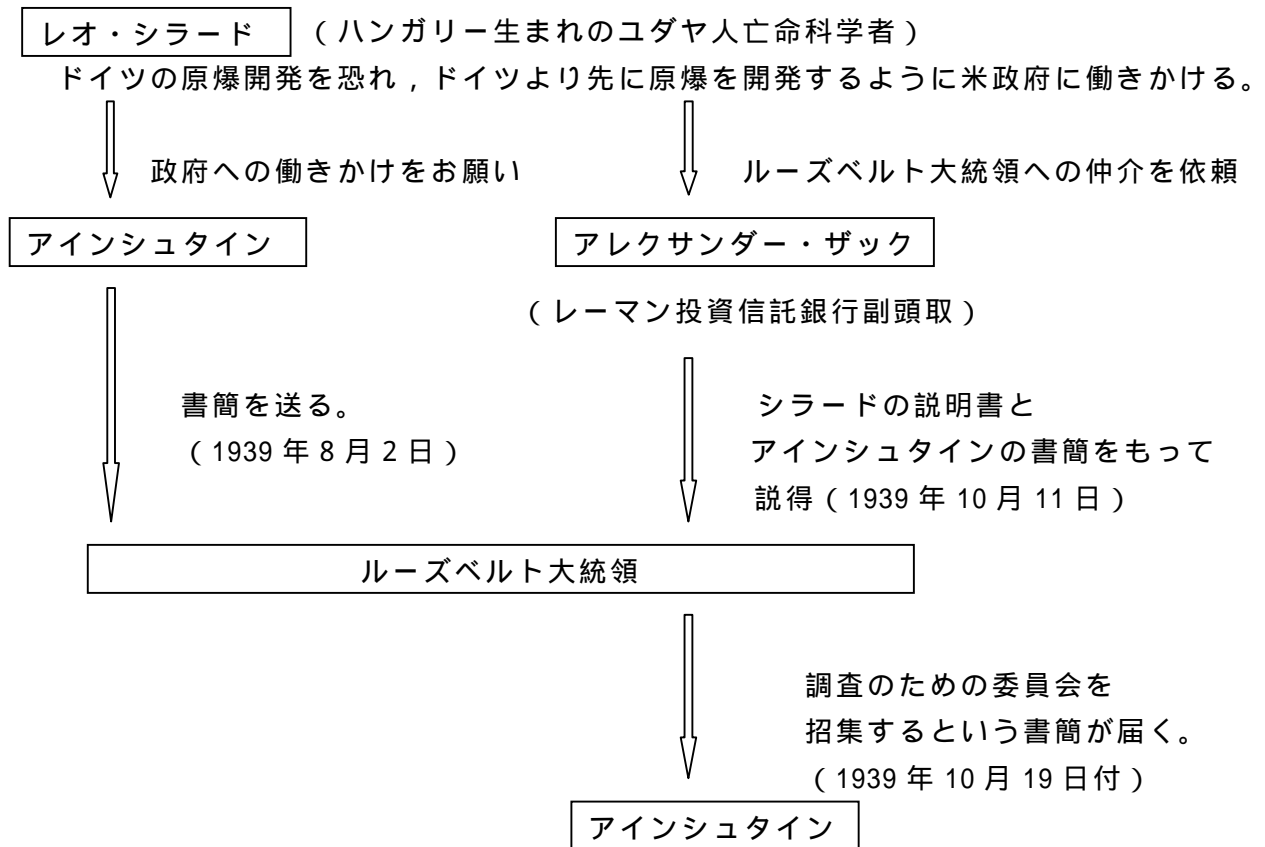 レオ・シラード （ハンガリー生まれのユダヤ人亡命科学者）
ドイツの原爆開発を恐れ，ドイツより先に原爆を開発するように米政府に働きかける。
政府への働きかけをお願い ルーズベルト大統領への仲介を依頼
アインシュタイン アレクサンダー・ザック
（レーマン投資信託銀行副頭取）
書簡を送る。 シラードの説明書と
（1939年8月2日） アインシュタインの書簡をもって
説得（1939年10月11日）
ルーズベルト大統領
調査のための委員会を
招集するという書簡が届く。
（1939年10月19日付）
アインシュタイン